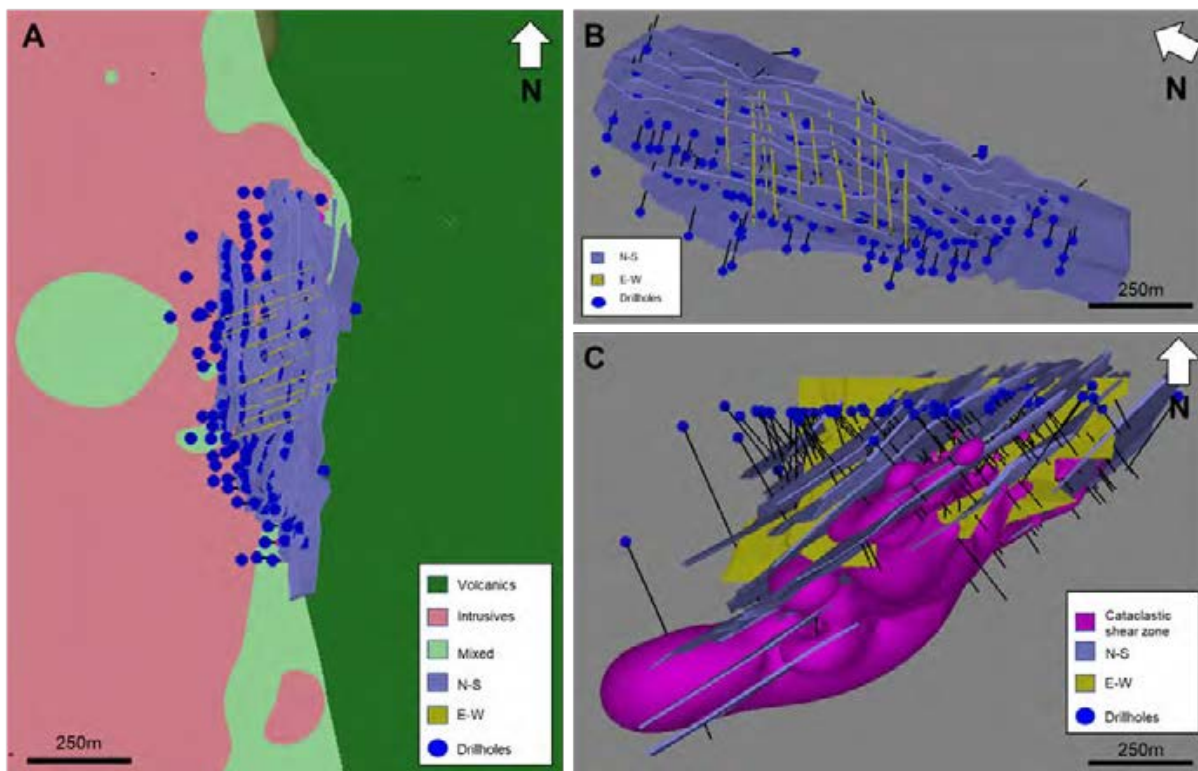 A
N
Volcanics
Intrusives
Mixed
N-S
E-W
Drillholes
250m
B
N
N-S
E-W
Drillholes
250m
C
N
Cataclastic
shear zone
N-S
E-W
Drillholes
250m